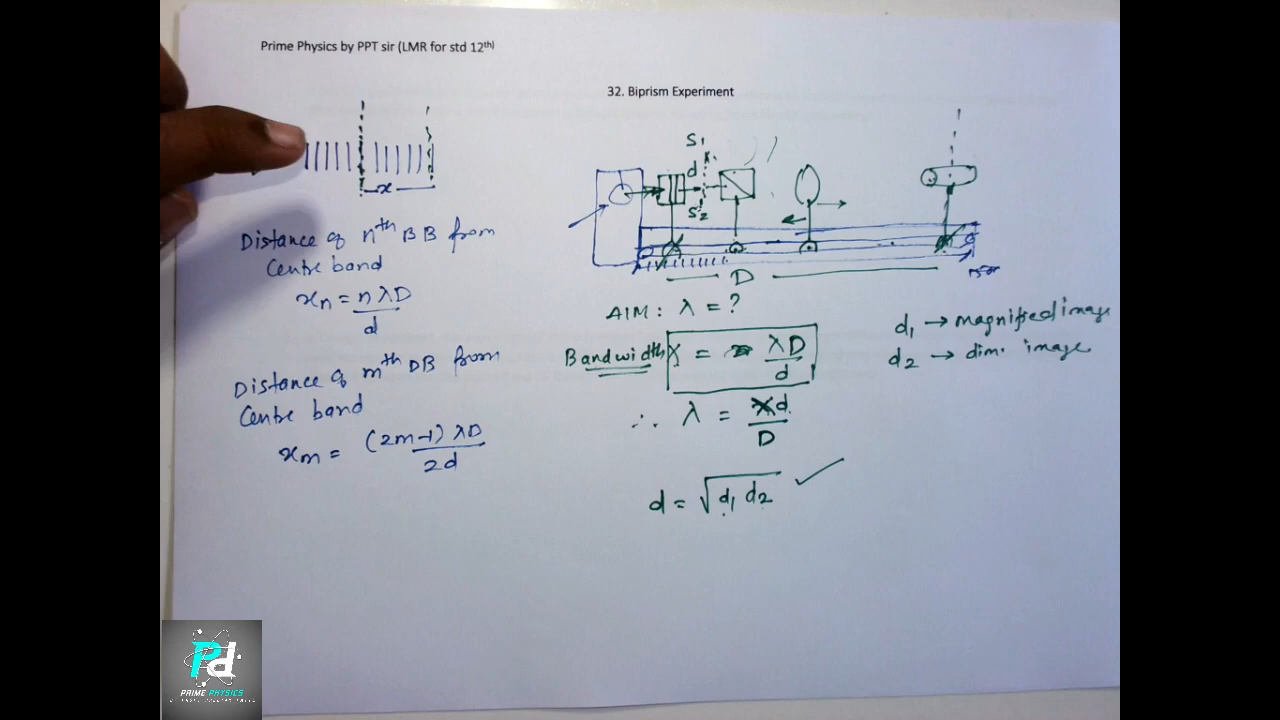 Prime Physics by PPT sir (LMR for std 12th)
32. Biprism Experiment
S1
d
S2
x
D
Distance of nth BB from
Centre band
xn = nλD
d
Distance of mth DB from
Centre band
xm = (2m-1) λD
2d
AIM: λ = ?
Bandwidth X = λD
d
∴ λ = Xd
D
d = √d1 d2
d1 → magnified image
d2 → dim. image
Pd
PRIME PHYSICS